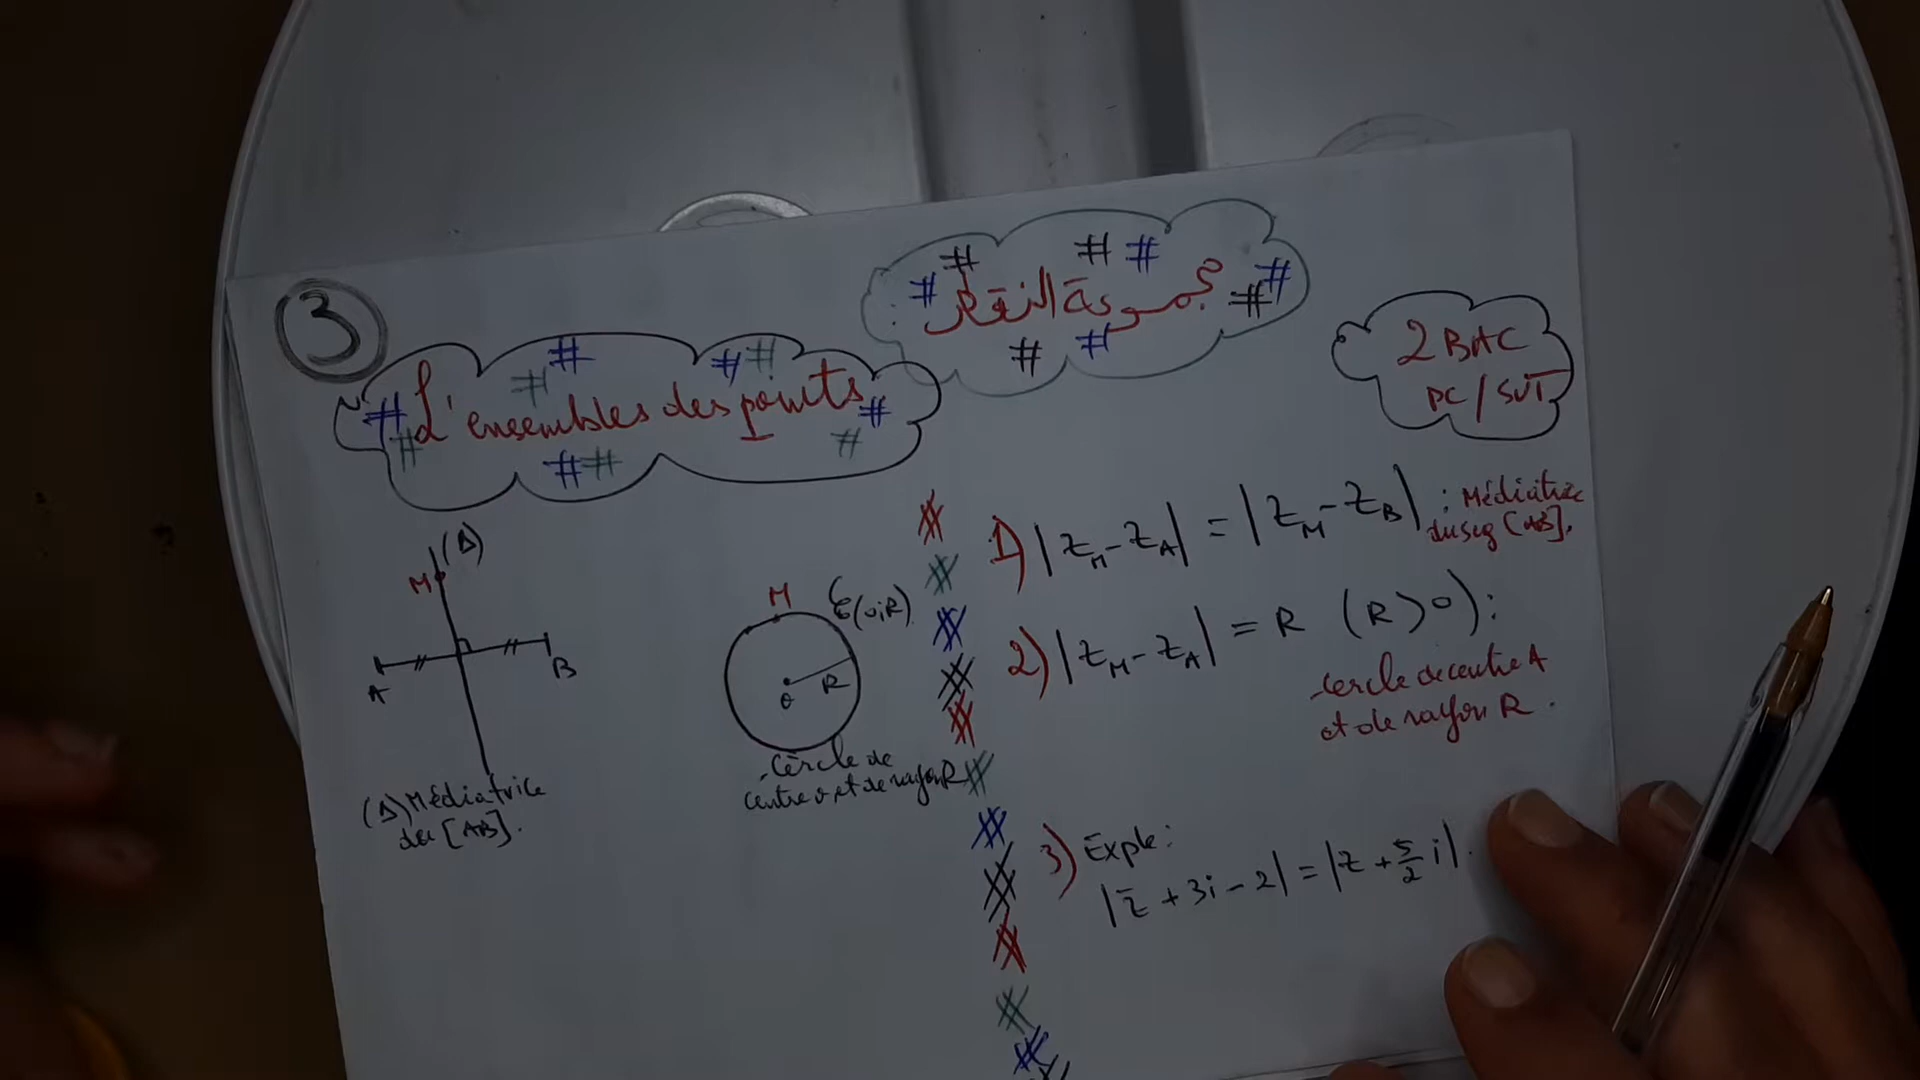 3
مجموعة النقط
L'ensembles des points
2 BAC
PC / SVT
(Δ)
M
A
B
(Δ) Médiatrice
de [AB].
M
C(O,R)
O
R
Cercle de
centre o et de rayon R
1) |z_M - z_A| = |z_M - z_B| : Médiatrice
du seg [AB].
2) |z_M - z_A| = R (R > 0) :
Cercle de centre A
et de rayon R.
3) Exple :
|z̄ + 3i - 2| = |z + 5/2 i|.